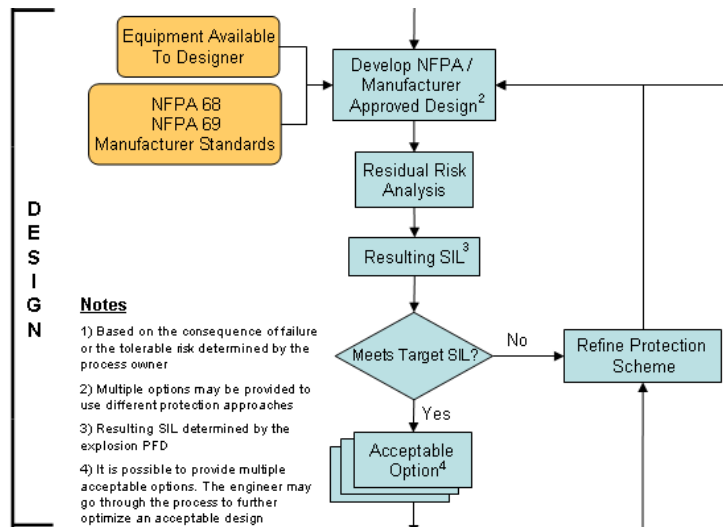 Equipment Available
To Designer
NFPA 68
NFPA 69
Manufacturer Standards
Develop NFPA /
Manufacturer
Approved Design²
Residual Risk
Analysis
Resulting SIL³
Meets Target SIL?
No
Refine Protection
Scheme
Yes
Acceptable
Option⁴
D
E
S
I
G
N
Notes
1) Based on the consequence of failure
or the tolerable risk determined by the
process owner
2) Multiple options may be provided to
use different protection approaches
3) Resulting SIL determined by the
explosion PFD
4) It is possible to provide multiple
acceptable options. The engineer may
go through the process to further
optimize an acceptable design